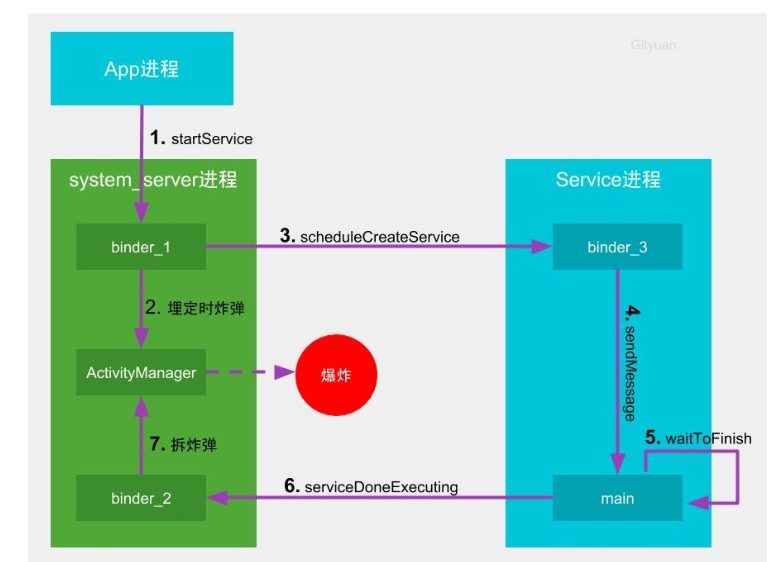 Gityuan
App进程
1. startService
system_server进程
Service进程
binder_1
3. scheduleCreateService
binder_3
2. 埋定时炸弹
4. sendMessage
ActivityManager
爆炸
7. 拆炸弹
5. waitToFinish
6. serviceDoneExecuting
binder_2
main